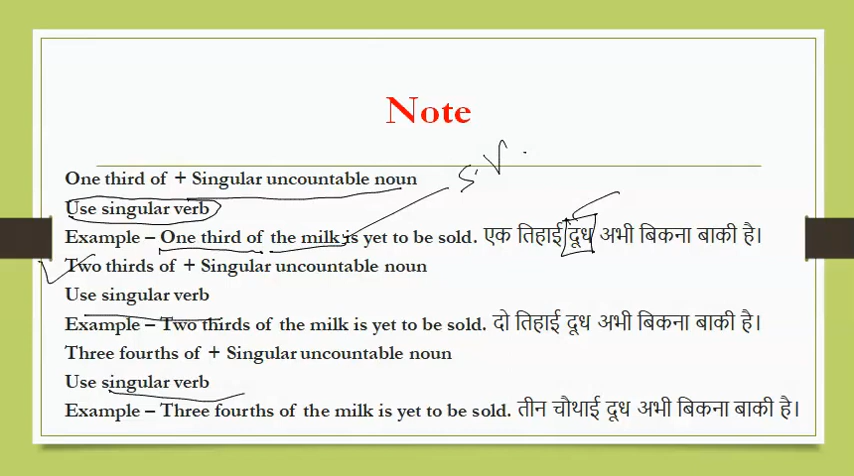 Note
S.V.
One third of + Singular uncountable noun
Use singular verb
Example – One third of the milk is yet to be sold. एक तिहाई दूध अभी बिकना बाकी है।
Two thirds of + Singular uncountable noun
Use singular verb
Example – Two thirds of the milk is yet to be sold. दो तिहाई दूध अभी बिकना बाकी है।
Three fourths of + Singular uncountable noun
Use singular verb
Example – Three fourths of the milk is yet to be sold. तीन चौथाई दूध अभी बिकना बाकी है।